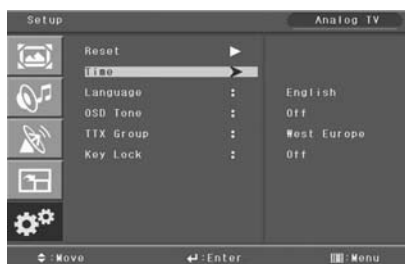 Setup Analog TV
Reset
Time
Language : English
OSD Tone : Off
TTX Group : West Europe
Key Lock : Off
: Move : Enter : Menu